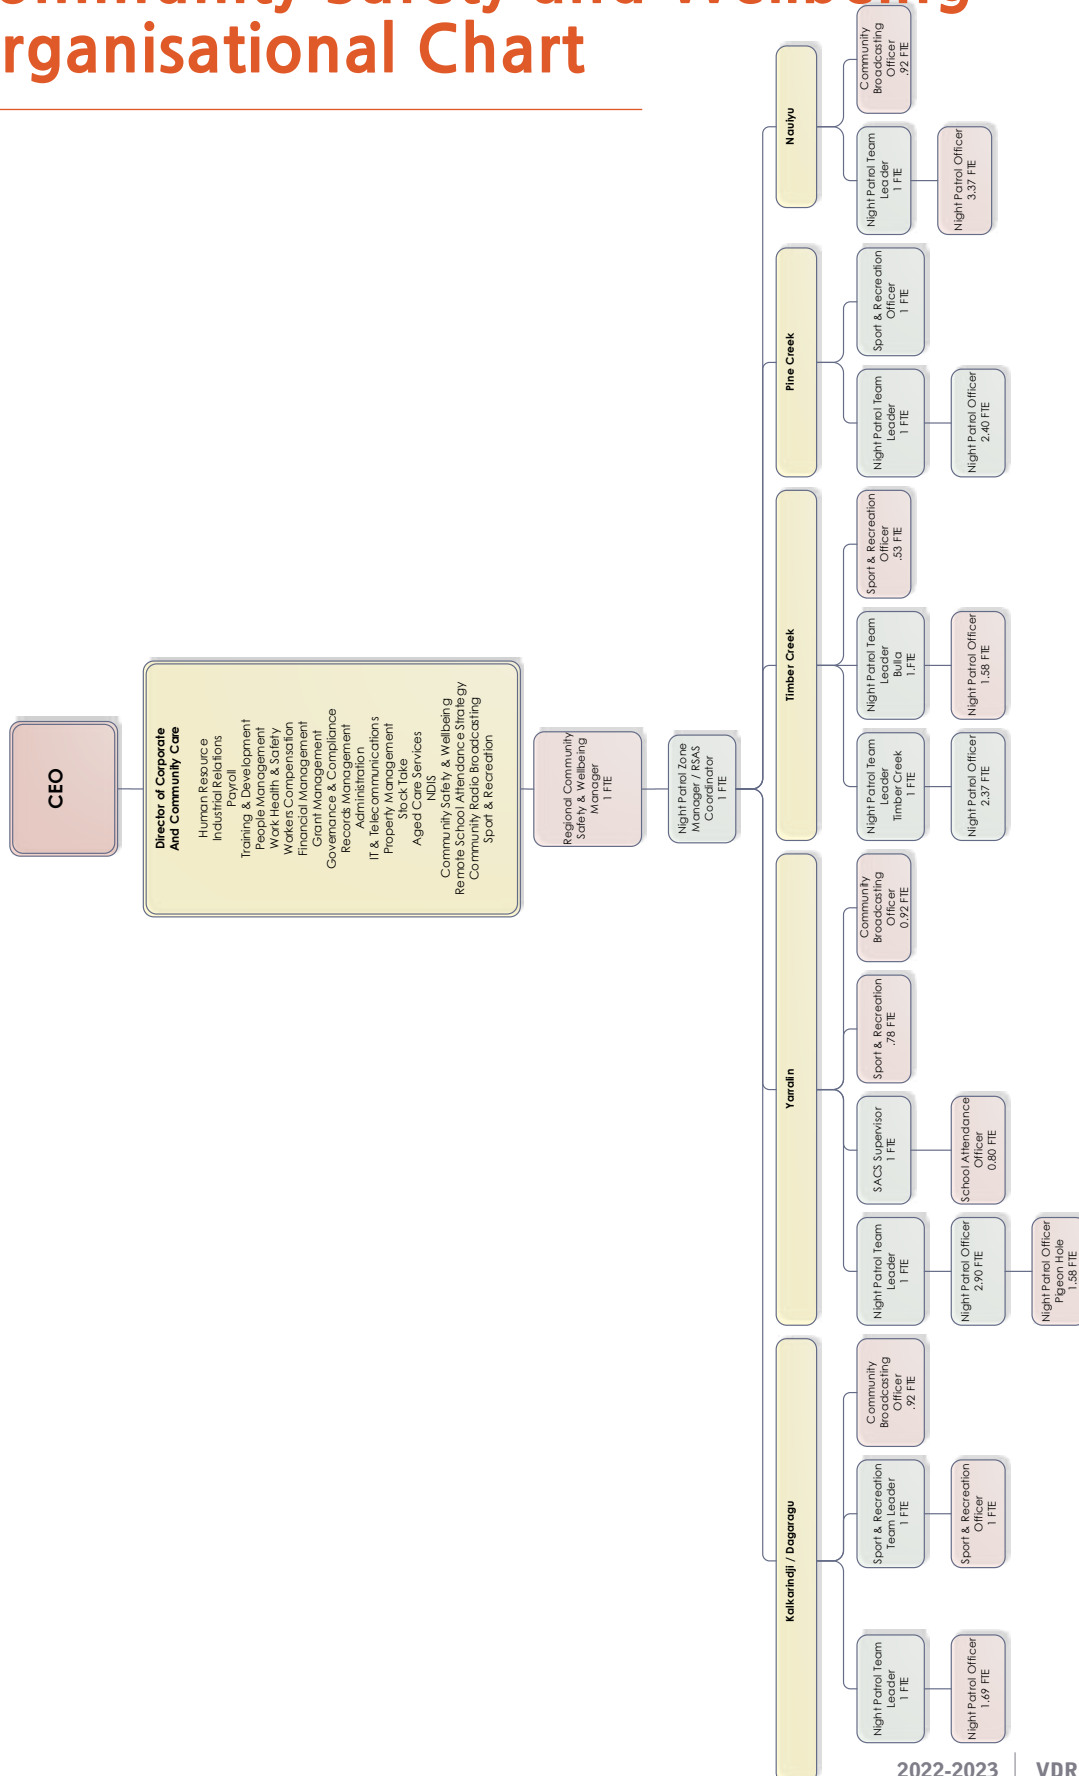 ommunity Safety and Wellbeing
rganisational Chart
CEO
Director of Corporate
And Community Care
Human Resource
Industrial Relations
Payroll
Training & Development
People Management
Work Health & Safety
Workers Compensation
Financial Management
Grant Management
Governance & Compliance
Records Management
Administration
IT & Telecommunications
Property Management
Stock Take
Aged Care Services
NDIS
Community Safety & Wellbeing
Remote School Attendance Strategy
Community Radio Broadcasting
Sport & Recreation
Regional Community
Safety & Wellbeing
Manager
1 FTE
Night Patrol Zone
Manager / RSAS
Coordinator
1 FTE
Kalkarindji / Dagaragu
Night Patrol Team
Leader
1 FTE
Night Patrol Officer
1.69 FTE
Sport & Recreation
Team Leader
1 FTE
Sport & Recreation
Officer
1 FTE
Community
Broadcasting
Officer
.92 FTE
Yarralin
Night Patrol Team
Leader
1 FTE
Night Patrol Officer
2.90 FTE
Night Patrol Officer
Pigeon Hole
1.58 FTE
SACS Supervisor
1 FTE
School Attendance
Officer
0.80 FTE
Sport & Recreation
.78 FTE
Community
Broadcasting
Officer
0.92 FTE
Timber Creek
Night Patrol Team
Leader
Timber Creek
1 FTE
Night Patrol Officer
2.37 FTE
Night Patrol Team
Leader
Bulla
1.FTE
Night Patrol Officer
1.58 FTE
Sport & Recreation
Officer
.53 FTE
Pine Creek
Night Patrol Team
Leader
1 FTE
Night Patrol Officer
2.40 FTE
Sport & Recreation
Officer
1 FTE
Nauiyu
Night Patrol Team
Leader
1 FTE
Night Patrol Officer
3.37 FTE
Community
Broadcasting
Officer
.92 FTE
2022-2023 | VDR